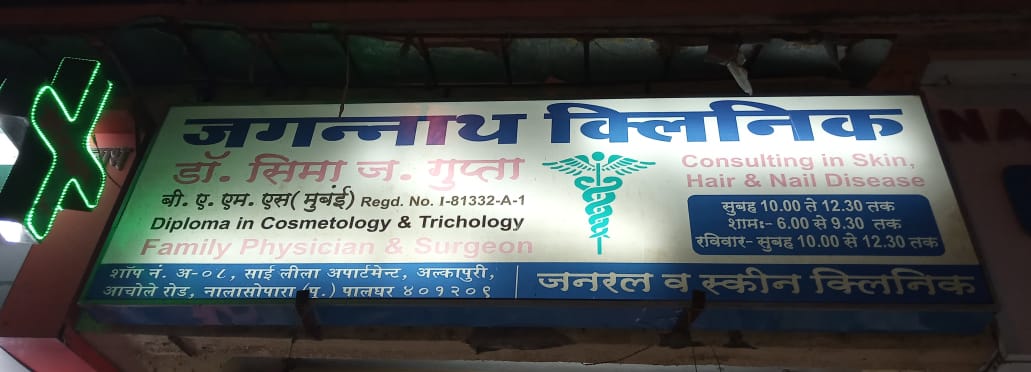 जगन्नाथ क्लिनिक
डॉ. सिमा ज. गुप्ता
बी. ए. एम. एस( मुंबई) Regd. No. I-81332-A-1
Diploma in Cosmetology & Trichology
Family Physician & Surgeon
Consulting in Skin,
Hair & Nail Disease
सुबह 10.00 ते 12.30 तक
शामः- 6.00 से 9.30 तक
रविवार- सुबह 10.00 से 12.30 तक
शॉप नं. अ-०८, साई लीला अपार्टमेन्ट, अल्कापुरी,
आचोले रोड, नालासोपारा (पू.) पालघर ४०१२०९
जनरल व स्कीन क्लिनिक
NA